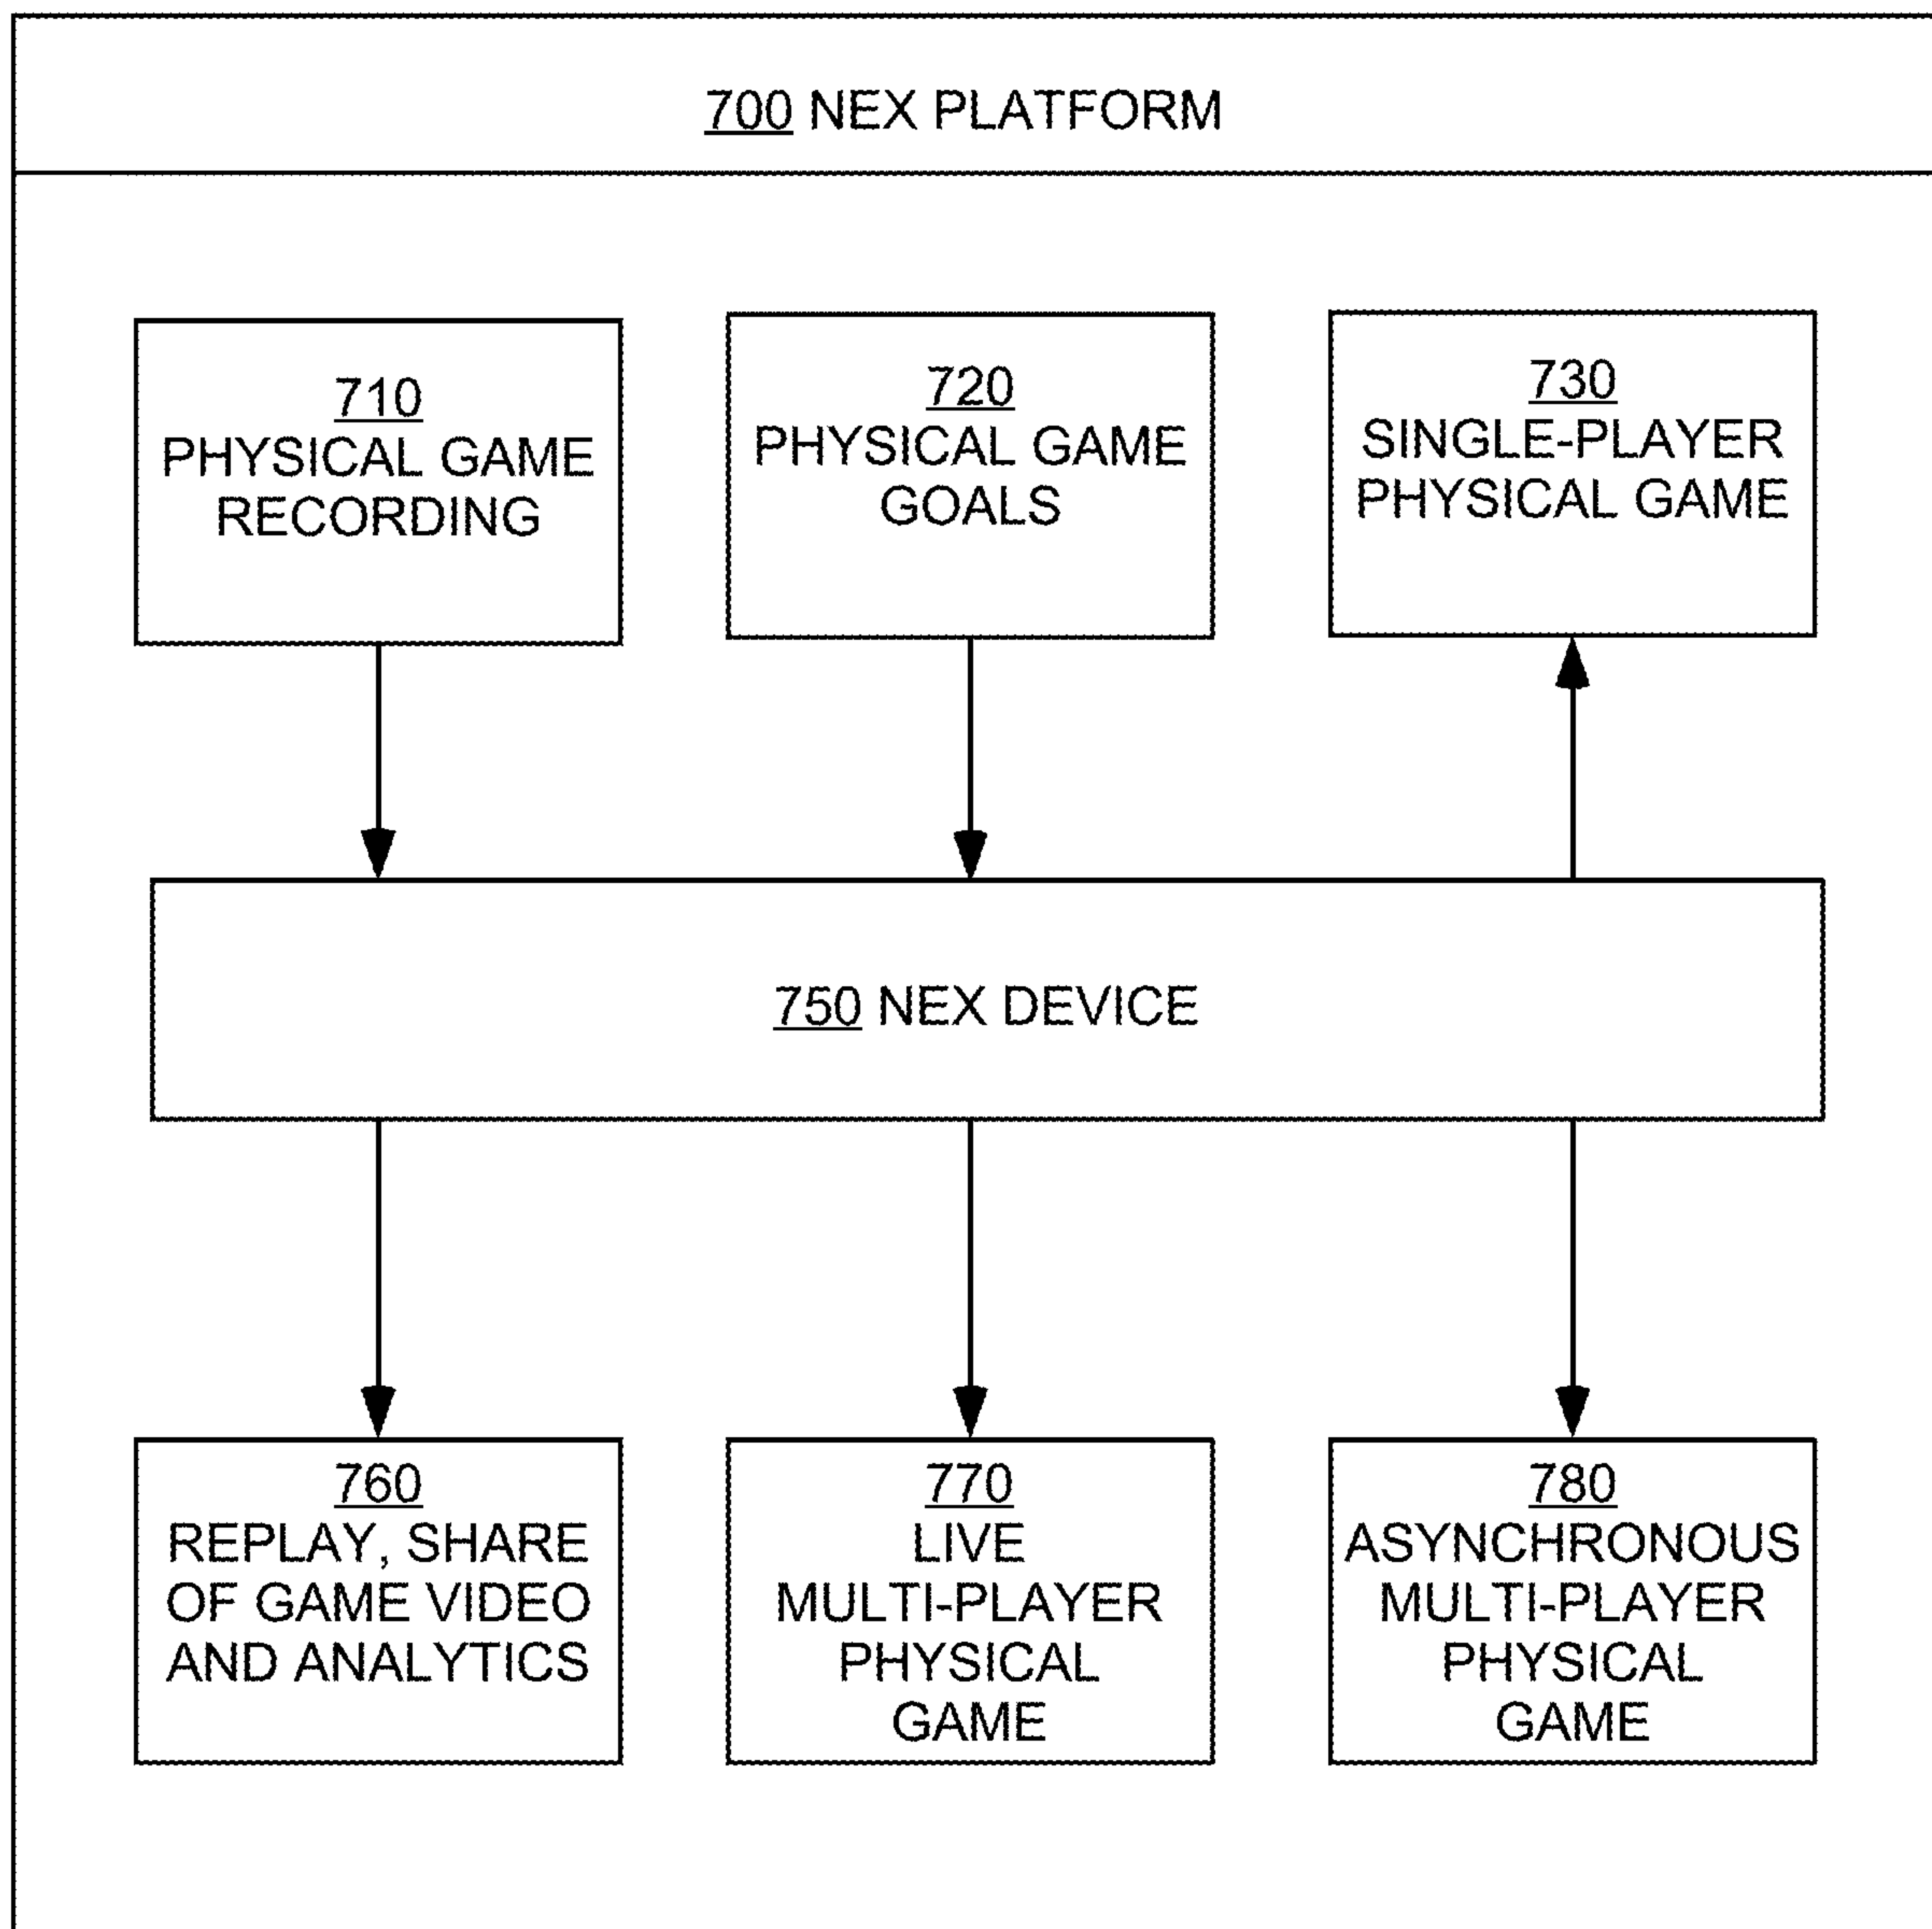 700 NEX PLATFORM
710
PHYSICAL GAME
RECORDING
720
PHYSICAL GAME
GOALS
730
SINGLE-PLAYER
PHYSICAL GAME
750 NEX DEVICE
760
REPLAY, SHARE
OF GAME VIDEO
AND ANALYTICS
770
LIVE
MULTI-PLAYER
PHYSICAL
GAME
780
ASYNCHRONOUS
MULTI-PLAYER
PHYSICAL
GAME